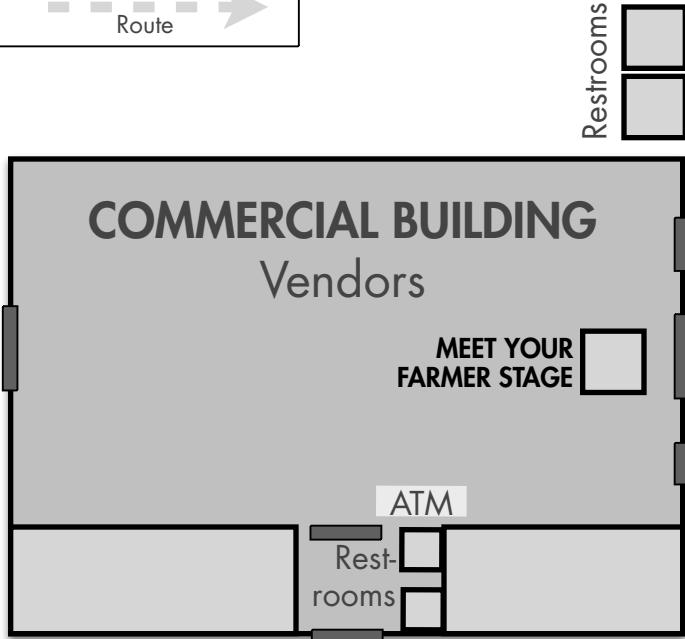 Route
Restrooms
COMMERCIAL BUILDING
Vendors
MEET YOUR
FARMER STAGE
ATM
Rest-
rooms